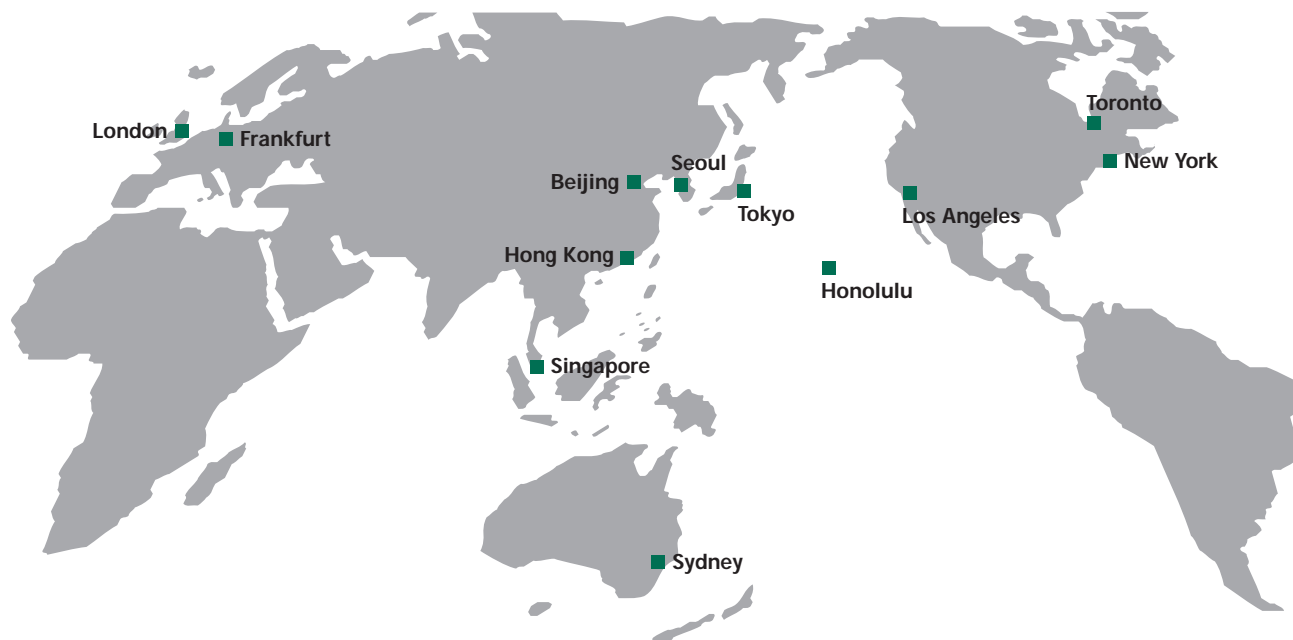 Toronto
London
Frankfurt
New York
Seoul
Beijing
Tokyo
Los Angeles
Hong Kong
Honolulu
Singapore
Sydney